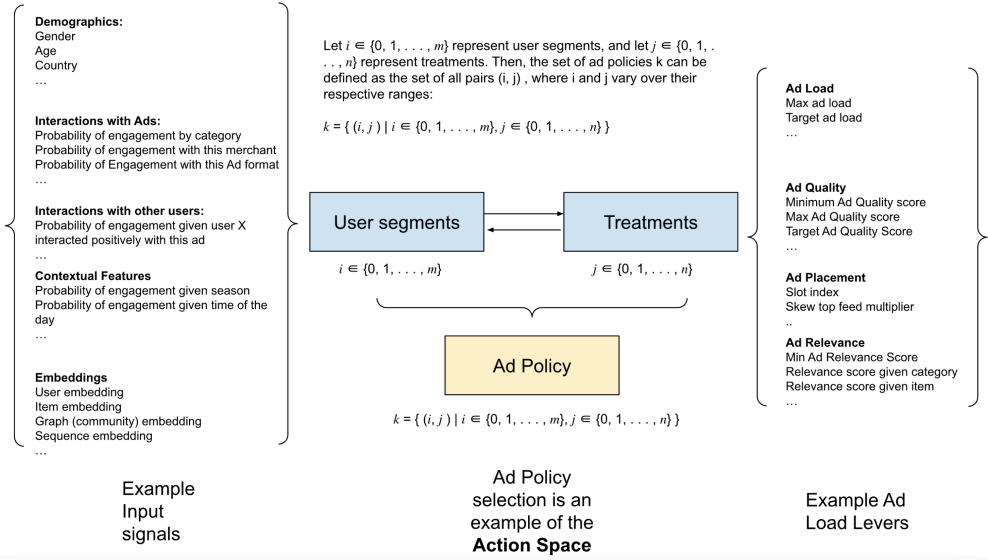 Demographics:
Gender
Age
Country
…
Interactions with Ads:
Probability of engagement by category
Probability of engagement with this merchant
Probability of Engagement with this Ad format
…
Interactions with other users:
Probability of engagement given user X
interacted positively with this ad
…
Contextual Features
Probability of engagement given season
Probability of engagement given time of the
day
…
Embeddings
User embedding
Item embedding
Graph (community) embedding
Sequence embedding
…
Example
Input
signals
Let i ∈ {0, 1, . . . , m} represent user segments, and let j ∈ {0, 1, .
. . , n} represent treatments. Then, the set of ad policies k can be
defined as the set of all pairs (i, j) , where i and j vary over their
respective ranges:
k = { (i, j ) | i ∈ {0, 1, . . . , m}, j ∈ {0, 1, . . . , n} }
User segments
Treatments
i ∈ {0, 1, . . . , m}
j ∈ {0, 1, . . . , n}
Ad Policy
k = { (i, j ) | i ∈ {0, 1, . . . , m}, j ∈ {0, 1, . . . , n} }
Ad Policy
selection is an
example of the
Action Space
Ad Load
Max ad load
Target ad load
…
Ad Quality
Minimum Ad Quality score
Max Ad Quality score
Target Ad Quality Score
…
Ad Placement
Slot index
Skew top feed multiplier
..
Ad Relevance
Min Ad Relevance Score
Relevance score given category
Relevance score given item
…
Example Ad
Load Levers